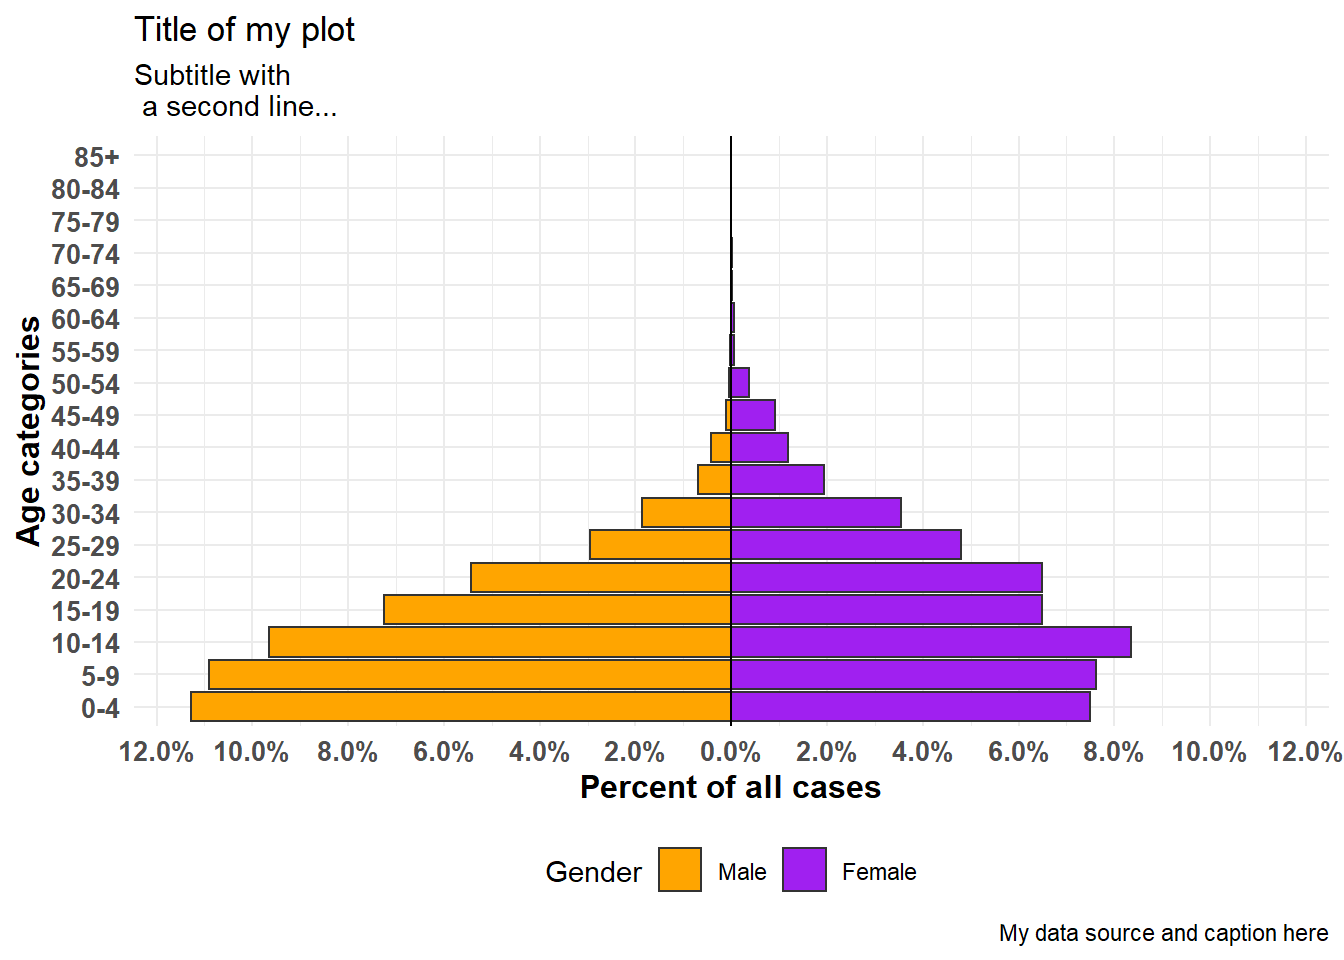 Title of my plot
Subtitle with
a second line...
Age categories
85+
80-84
75-79
70-74
65-69
60-64
55-59
50-54
45-49
40-44
35-39
30-34
25-29
20-24
15-19
10-14
5-9
0-4
12.0% 10.0% 8.0% 6.0% 4.0% 2.0% 0.0% 2.0% 4.0% 6.0% 8.0% 10.0% 12.0%
Percent of all cases
Gender Male Female
My data source and caption here